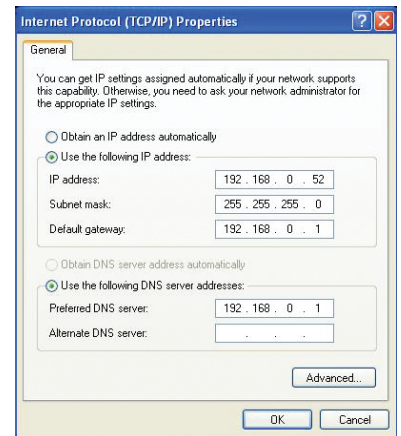 Internet Protocol (TCP/IP) Properties
General
You can get IP settings assigned automatically if your network supports
this capability. Otherwise, you need to ask your network administrator for
the appropriate IP settings.
Obtain an IP address automatically
Use the following IP address:
IP address: 192 . 168 . 0 . 52
Subnet mask: 255 . 255 . 255 . 0
Default gateway: 192 . 168 . 0 . 1
Obtain DNS server address automatically
Use the following DNS server addresses:
Preferred DNS server: 192 . 168 . 0 . 1
Alternate DNS server: . . .
Advanced...
OK Cancel